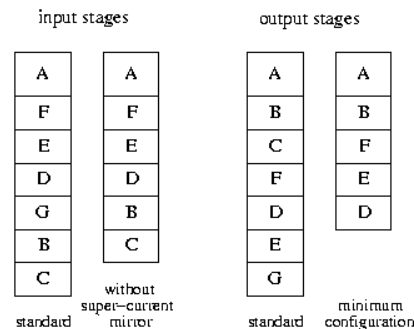 input stages
output stages
A
F
E
D
G
B
C
standard
A
F
E
D
B
C
without
super-current
mirror
A
B
C
F
D
E
G
standard
A
B
F
E
D
minimum
configuration